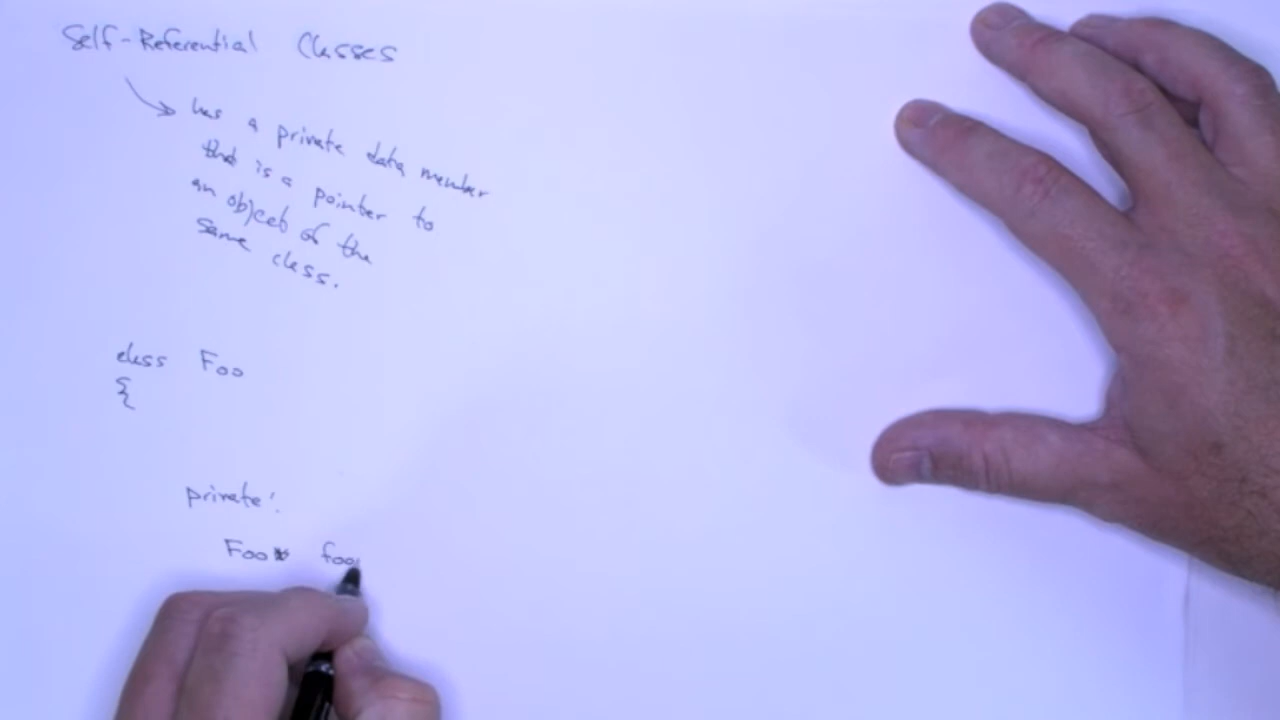 Self-Referential Classes
has a private data member
that is a pointer to
an object of the
same class.
class Foo
{
private:
Foo* foo;